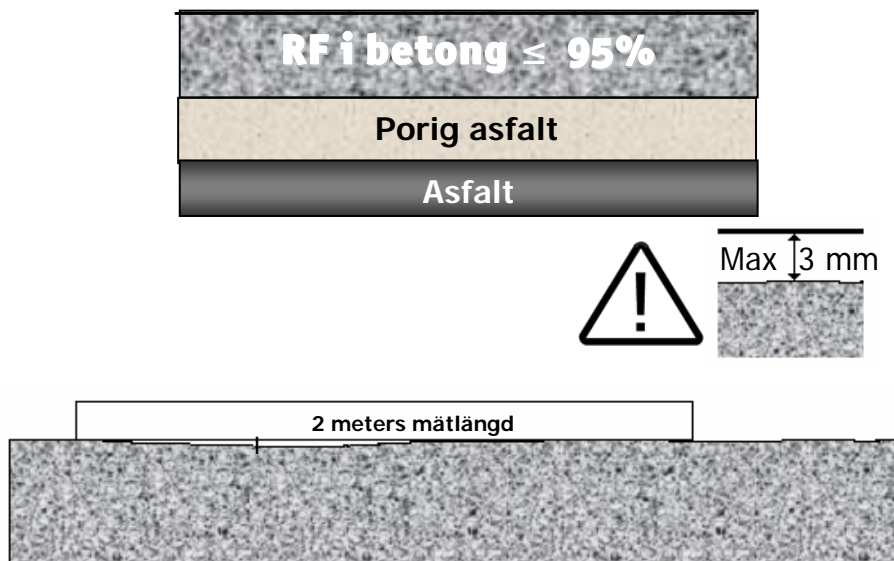 RF i betong ≤ 95%
Porig asfalt
Asfalt
Max 3 mm
!
2 meters mätlängd